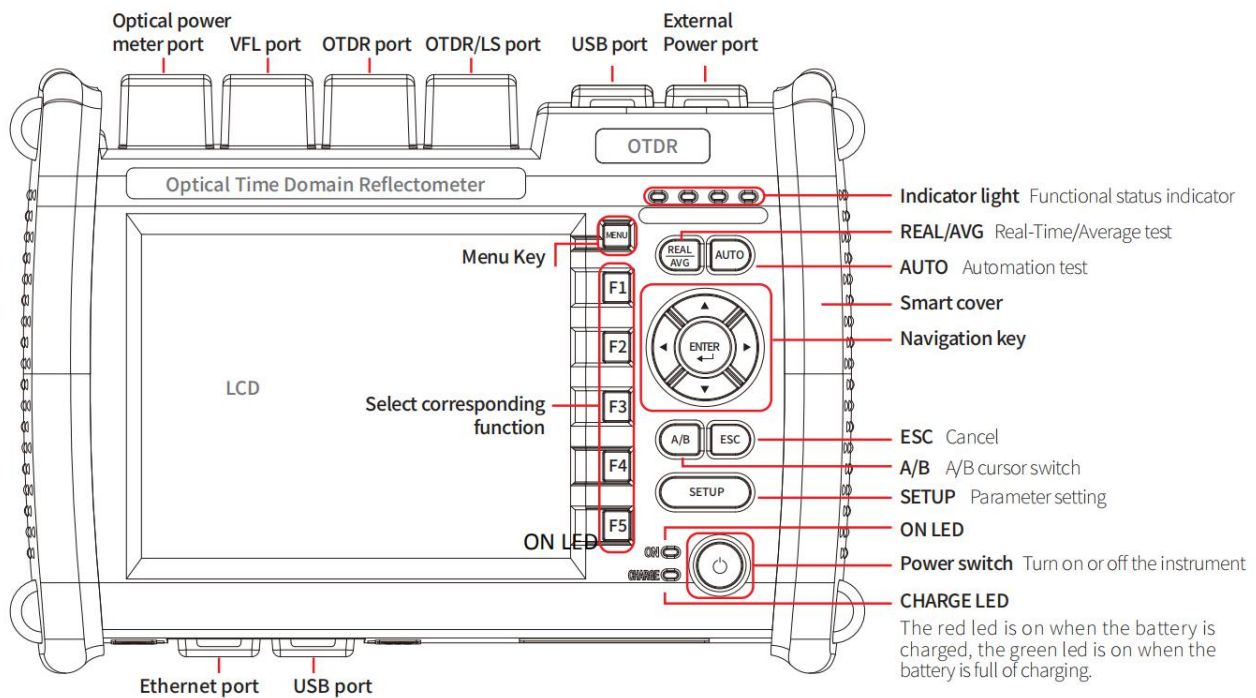 Optical power
meter port
VFL port
OTDR port
OTDR/LS port
USB port
External
Power port
OTDR
Optical Time Domain Reflectometer
Indicator light Functional status indicator
MENU
Menu Key
REAL
AVG
AUTO
REAL/AVG Real-Time/Average test
AUTO Automation test
F1
Smart cover
F2
ENTER
Navigation key
LCD
Select corresponding
function
F3
A/B
ESC
ESC Cancel
A/B A/B cursor switch
F4
SETUP
SETUP Parameter setting
F5
ON LED
ON
ON LED
Power switch Turn on or off the instrument
CHARGE
CHARGE LED
The red led is on when the battery is
charged, the green led is on when the
battery is full of charging.
Ethernet port
USB port